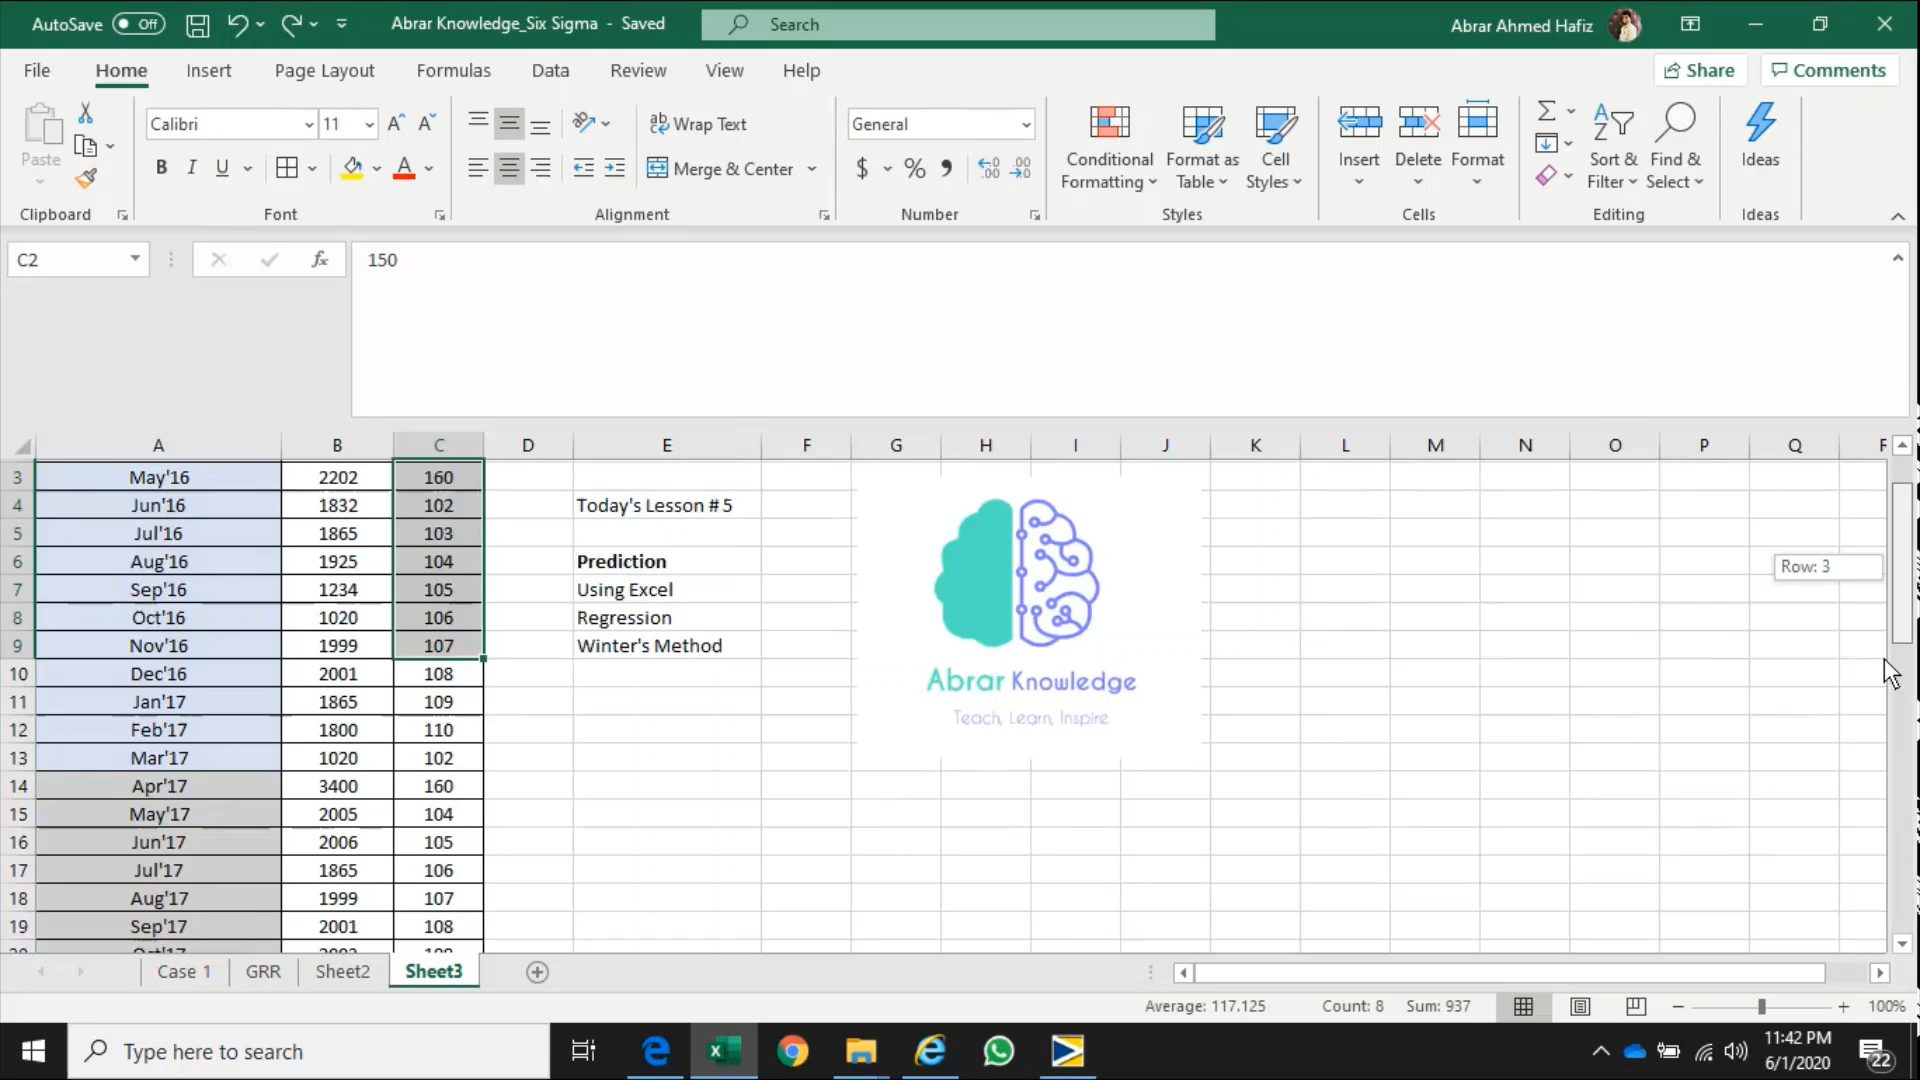 AutoSave Off Abrar Knowledge_Six Sigma - Saved Search Abrar Ahmed Hafiz
File Home Insert Page Layout Formulas Data Review View Help Share Comments
Paste
Clipboard
Calibri 11
B I U A
Font
Wrap Text
Merge & Center
Alignment
General
$ % ,
Number
Conditional Formatting
Format as Table
Cell Styles
Styles
Insert Delete Format
Cells
Sort & Filter
Find & Select
Editing
Ideas
Ideas
C2 fx 150
A B C D E F G H I J K L M N O P Q
3 May'16 2202 160
4 Jun'16 1832 102 Today's Lesson # 5
5 Jul'16 1865 103
6 Aug'16 1925 104 Prediction
7 Sep'16 1234 105 Using Excel
8 Oct'16 1020 106 Regression
9 Nov'16 1999 107 Winter's Method
10 Dec'16 2001 108
11 Jan'17 1865 109
12 Feb'17 1800 110
13 Mar'17 1020 102
14 Apr'17 3400 160
15 May'17 2005 104
16 Jun'17 2006 105
17 Jul'17 1865 106
18 Aug'17 1999 107
19 Sep'17 2001 108
Abrar Knowledge
Teach, Learn, Inspire
Row: 3
Case 1 GRR Sheet2 Sheet3
Average: 117.125 Count: 8 Sum: 937 100%
Type here to search
11:42 PM
6/1/2020
22